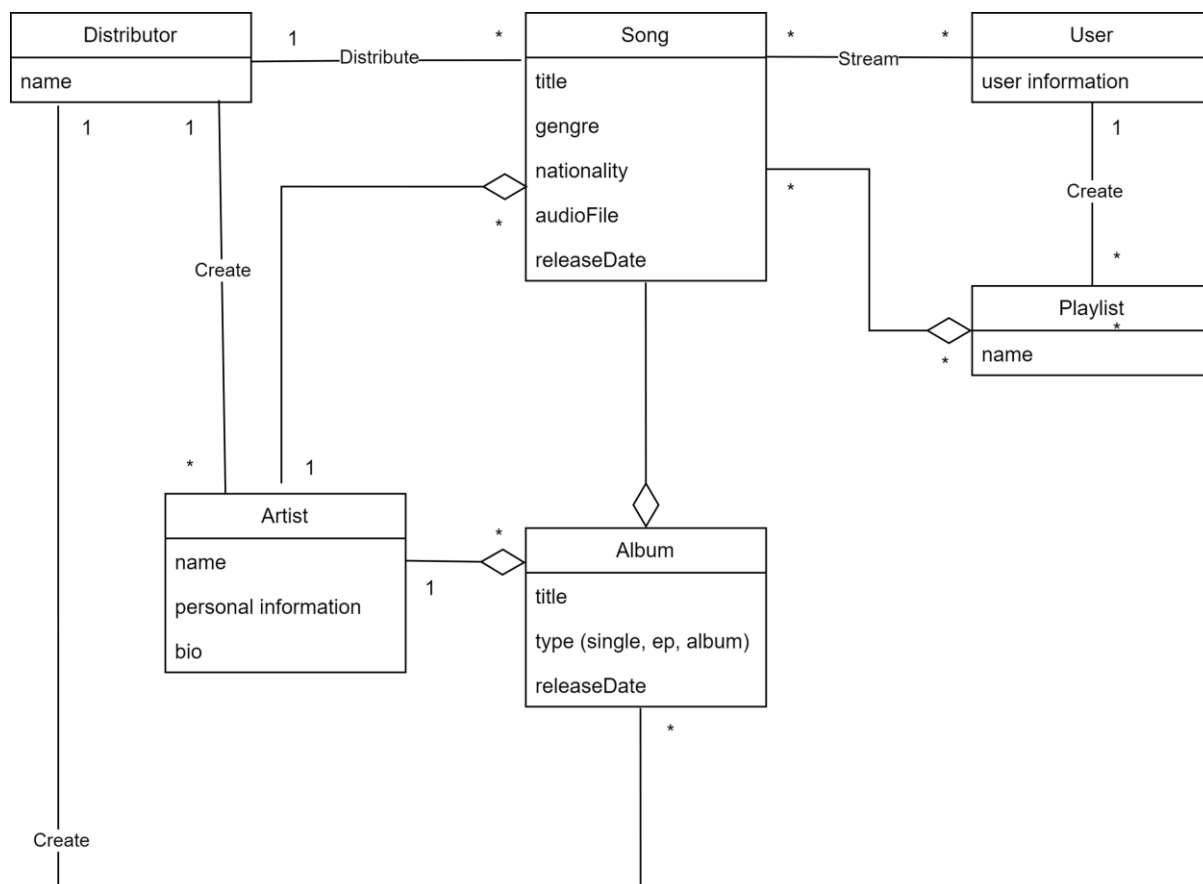 Distributor
name
1
Distribute
*
Song
title
gengre
nationality
audioFile
releaseDate
*
Stream
*
User
user information
1
1
1
Create
*
*
*
Create
*
Playlist
*
name
*
*
1
Artist
name
personal information
bio
1
*
Album
title
type (single, ep, album)
releaseDate
*
Create